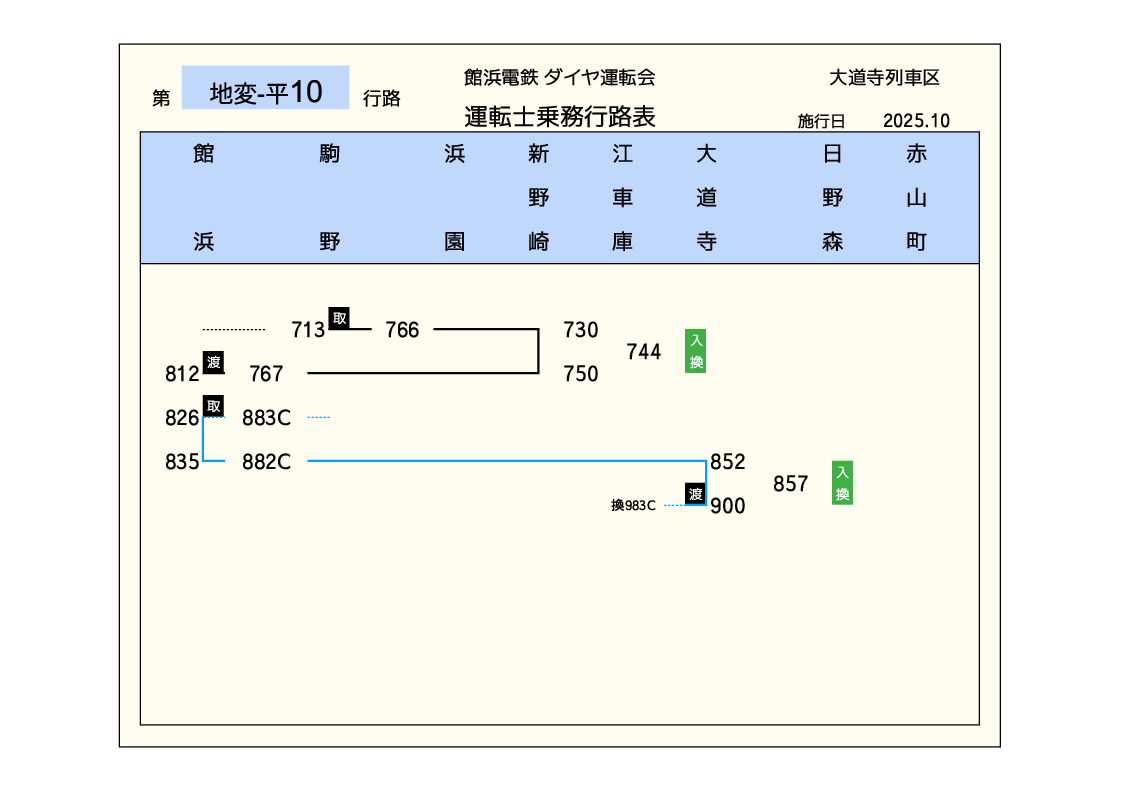 館浜電鉄 ダイヤ運転会
大道寺列車区
第 地変-平10 行路
運転士乗務行路表
施行日 2025.10
館浜 駒野 浜園 新野崎 江車庫 大道寺 日野森 赤山町
713 取 766 730
744 入換
812 渡 767 750
826 取 883C
835 882C 852
857 入換
換983C 渡 900